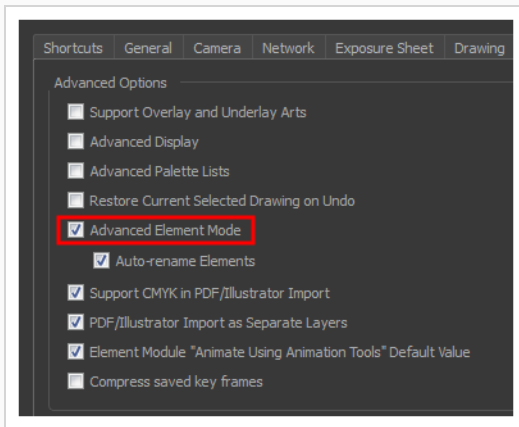 Shortcuts General Camera Network Exposure Sheet Drawing
Advanced Options
Support Overlay and Underlay Arts
Advanced Display
Advanced Palette Lists
Restore Current Selected Drawing on Undo
Advanced Element Mode
Auto-rename Elements
Support CMYK in PDF/Illustrator Import
PDF/Illustrator Import as Separate Layers
Element Module "Animate Using Animation Tools" Default Value
Compress saved key frames